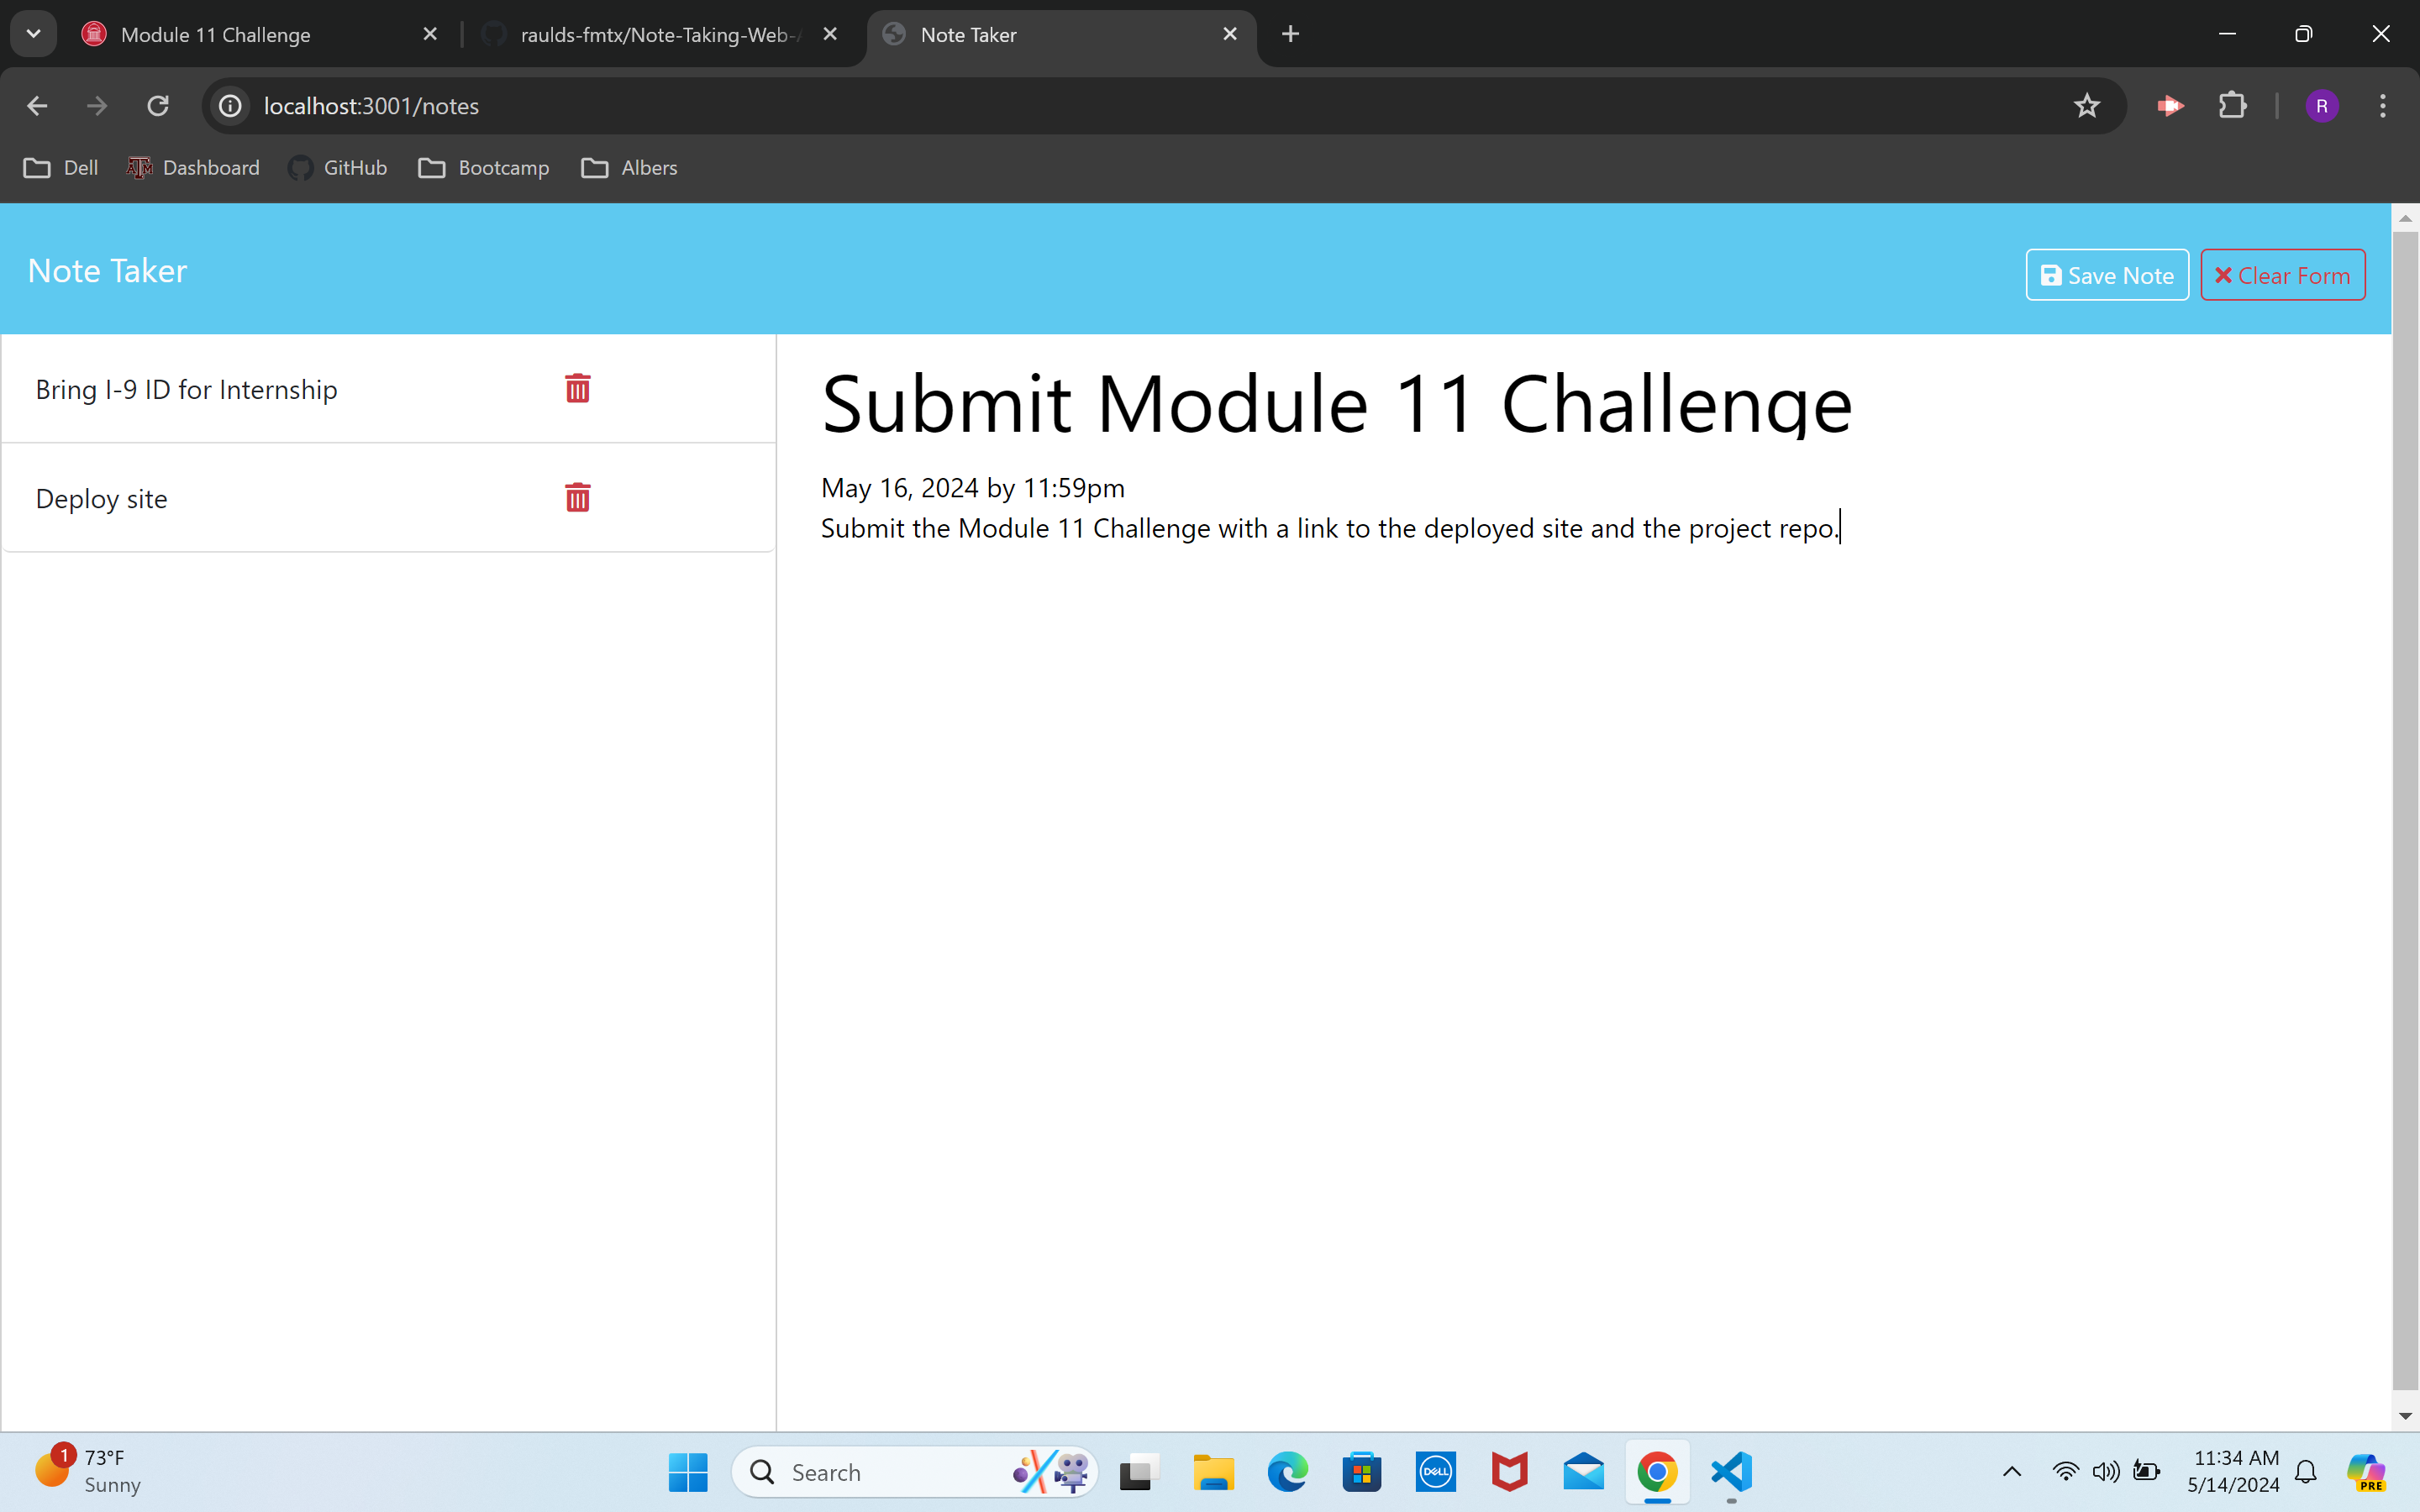 Module 11 Challenge
raulds-fmtx/Note-Taking-Web-
Note Taker
localhost:3001/notes
R
Dell
ATM Dashboard
GitHub
Bootcamp
Albers
Note Taker
Save Note
Clear Form
Bring I-9 ID for Internship
Deploy site
Submit Module 11 Challenge
May 16, 2024 by 11:59pm
Submit the Module 11 Challenge with a link to the deployed site and the project repo.
1
73°F
Sunny
Search
DELL
11:34 AM
5/14/2024
PRE